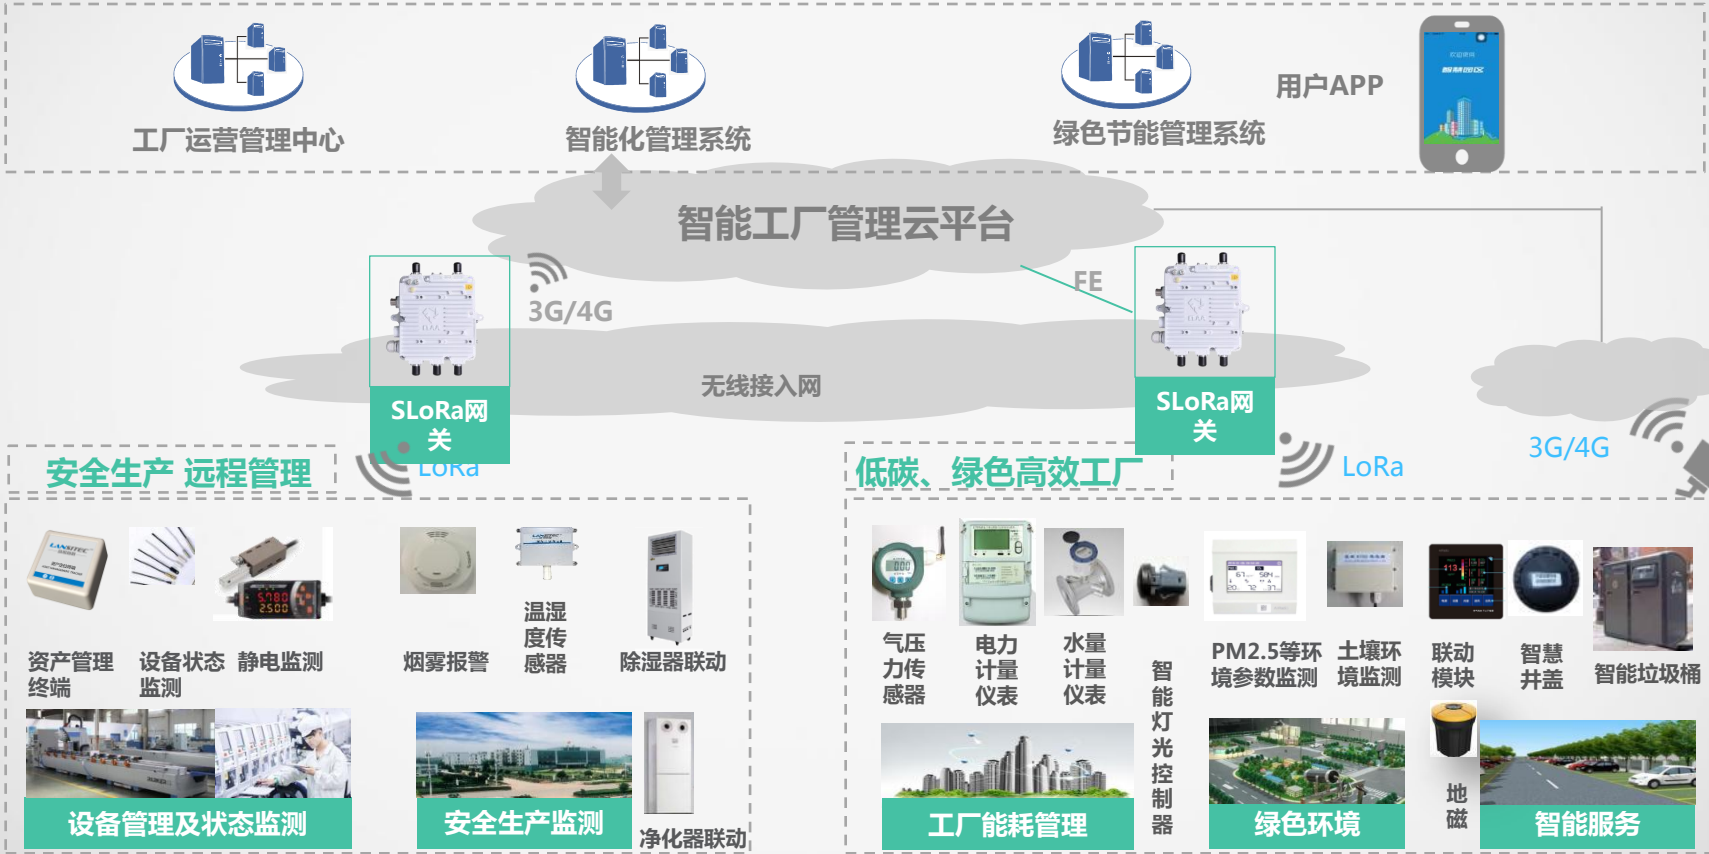 工厂运营管理中心
智能化管理系统
绿色节能管理系统
用户APP
智慧园区
智能工厂管理云平台
3G/4G
FE
无线接入网
SLoRa网
关
SLoRa网
关
LoRa
LoRa
3G/4G
安全生产 远程管理
低碳、绿色高效工厂
LANSITEC
5.780
2.500
资产管理
终端
设备状态
监测
静电监测
烟雾报警
温湿
度传
感器
除湿器联动
气压
力传
感器
电力
计量
仪表
水量
计量
仪表
智
能
灯
光
控
制
器
PM2.5等环
境参数监测
土壤环
境监测
联动
模块
智慧
井盖
智能垃圾桶
地
磁
设备管理及状态监测
安全生产监测
净化器联动
工厂能耗管理
绿色环境
智能服务